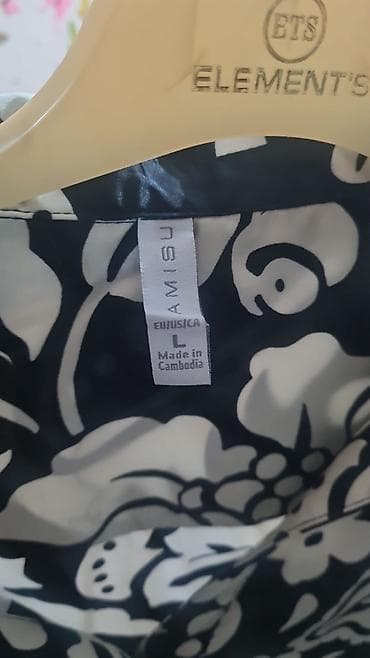 ETS
ELEMENT'S
AMISU
EU/US/CA
L
Made in
Cambodia